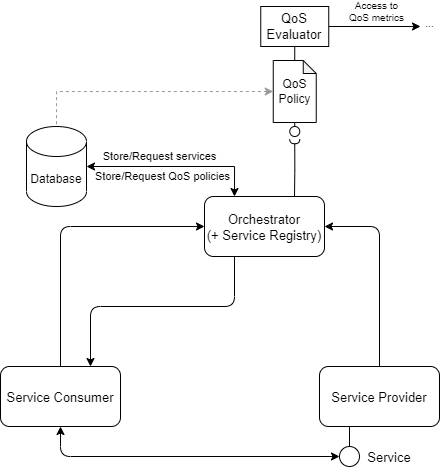 QoS
Evaluator
Access to
QoS metrics
...
QoS
Policy
Database
Store/Request services
Store/Request QoS policies
Orchestrator
(+ Service Registry)
Service Consumer
Service Provider
Service